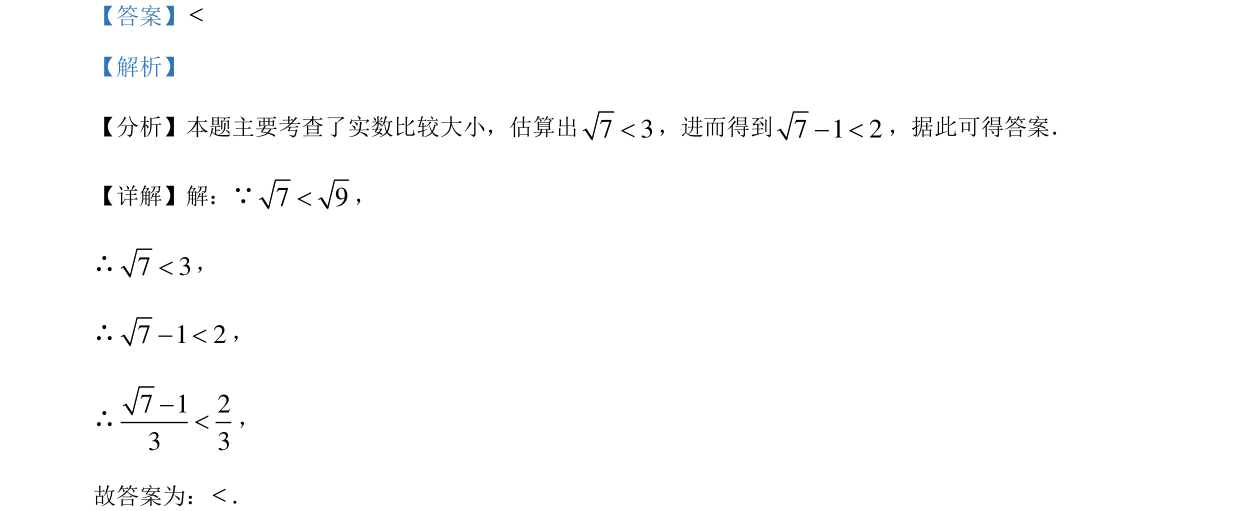 【答案】<
【解析】
【分析】本题主要考查了实数比较大小，估算出√7<3，进而得到√7−1<2，据此可得答案．
【详解】解：∵√7<√9，
∴√7<3，
∴√7−1<2，
∴(√7−1)/3<2/3，
故答案为：<．